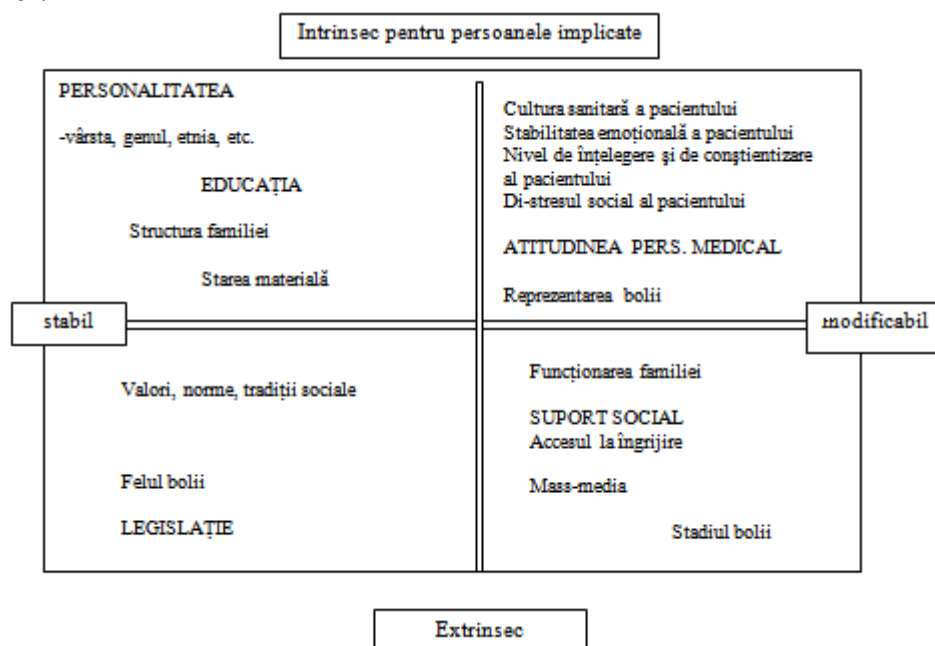 Intrinsec pentru persoanele implicate
PERSONALITATEA
-vârsta, genul, etnia, etc.
EDUCAȚIA
Structura familiei
Starea materială
Cultura sanitară a pacientului
Stabilitatea emoțională a pacientului
Nivel de înțelegere și de conștientizare
al pacientului
Di-stresul social al pacientului
ATITUDINEA PERS. MEDICAL
Reprezentarea bolii
stabil
modificabil
Valori, norme, tradiții sociale
Felul bolii
LEGISLAȚIE
Funcționarea familiei
SUPORT SOCIAL
Accesul la îngrijire
Mass-media
Stadiul bolii
Extrinsec